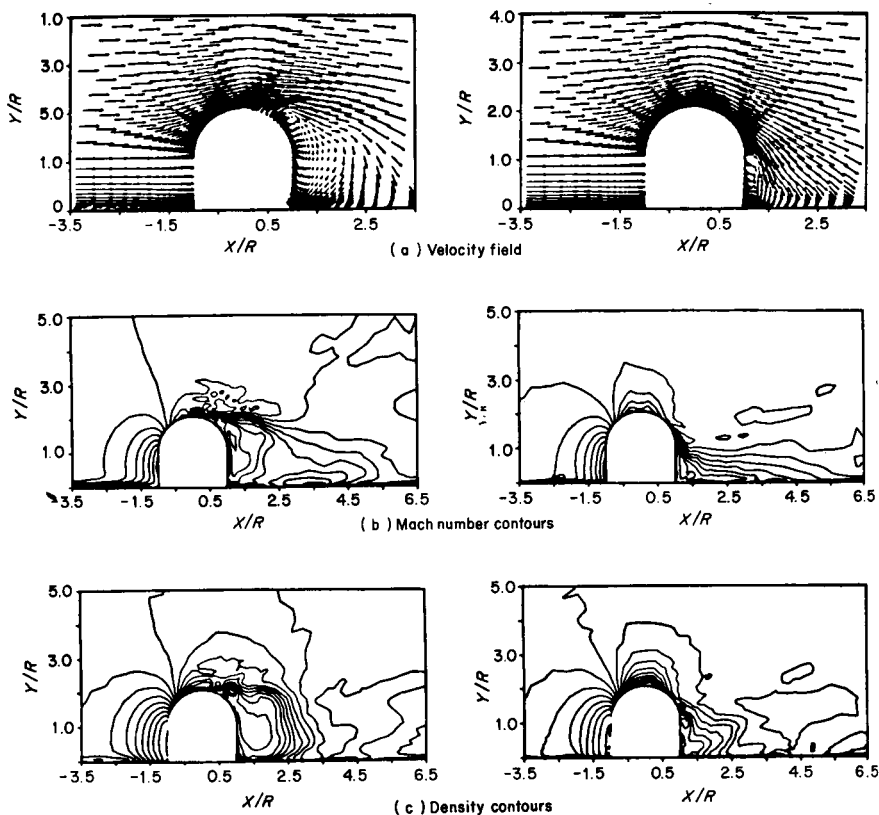 1.0 4.0
3.0 3.0
Y/R Y/R
5.0 2.0
1.0 1.0
0 0
-3.5 -1.5 0.5 2.5 -3.5 -1.5 0.5 2.5
X/R X/R
(a) Velocity field
5.0 5.0
Y/R Y/R
3.0 3.0
1.0 1.0
3.5 -1.5 0.5 2.5 4.5 6.5 -3.5 -1.5 0.5 2.5 4.5 6.5
X/R X/R
(b) Mach number contours
5.0 5.0
Y/R Y/R
3.0 3.0
1.0 1.0
-3.5 -1.5 0.5 2.5 4.5 6.5 -3.5 -1.5 0.5 2.5 4.5 6.5
X/R X/R
(c) Density contours